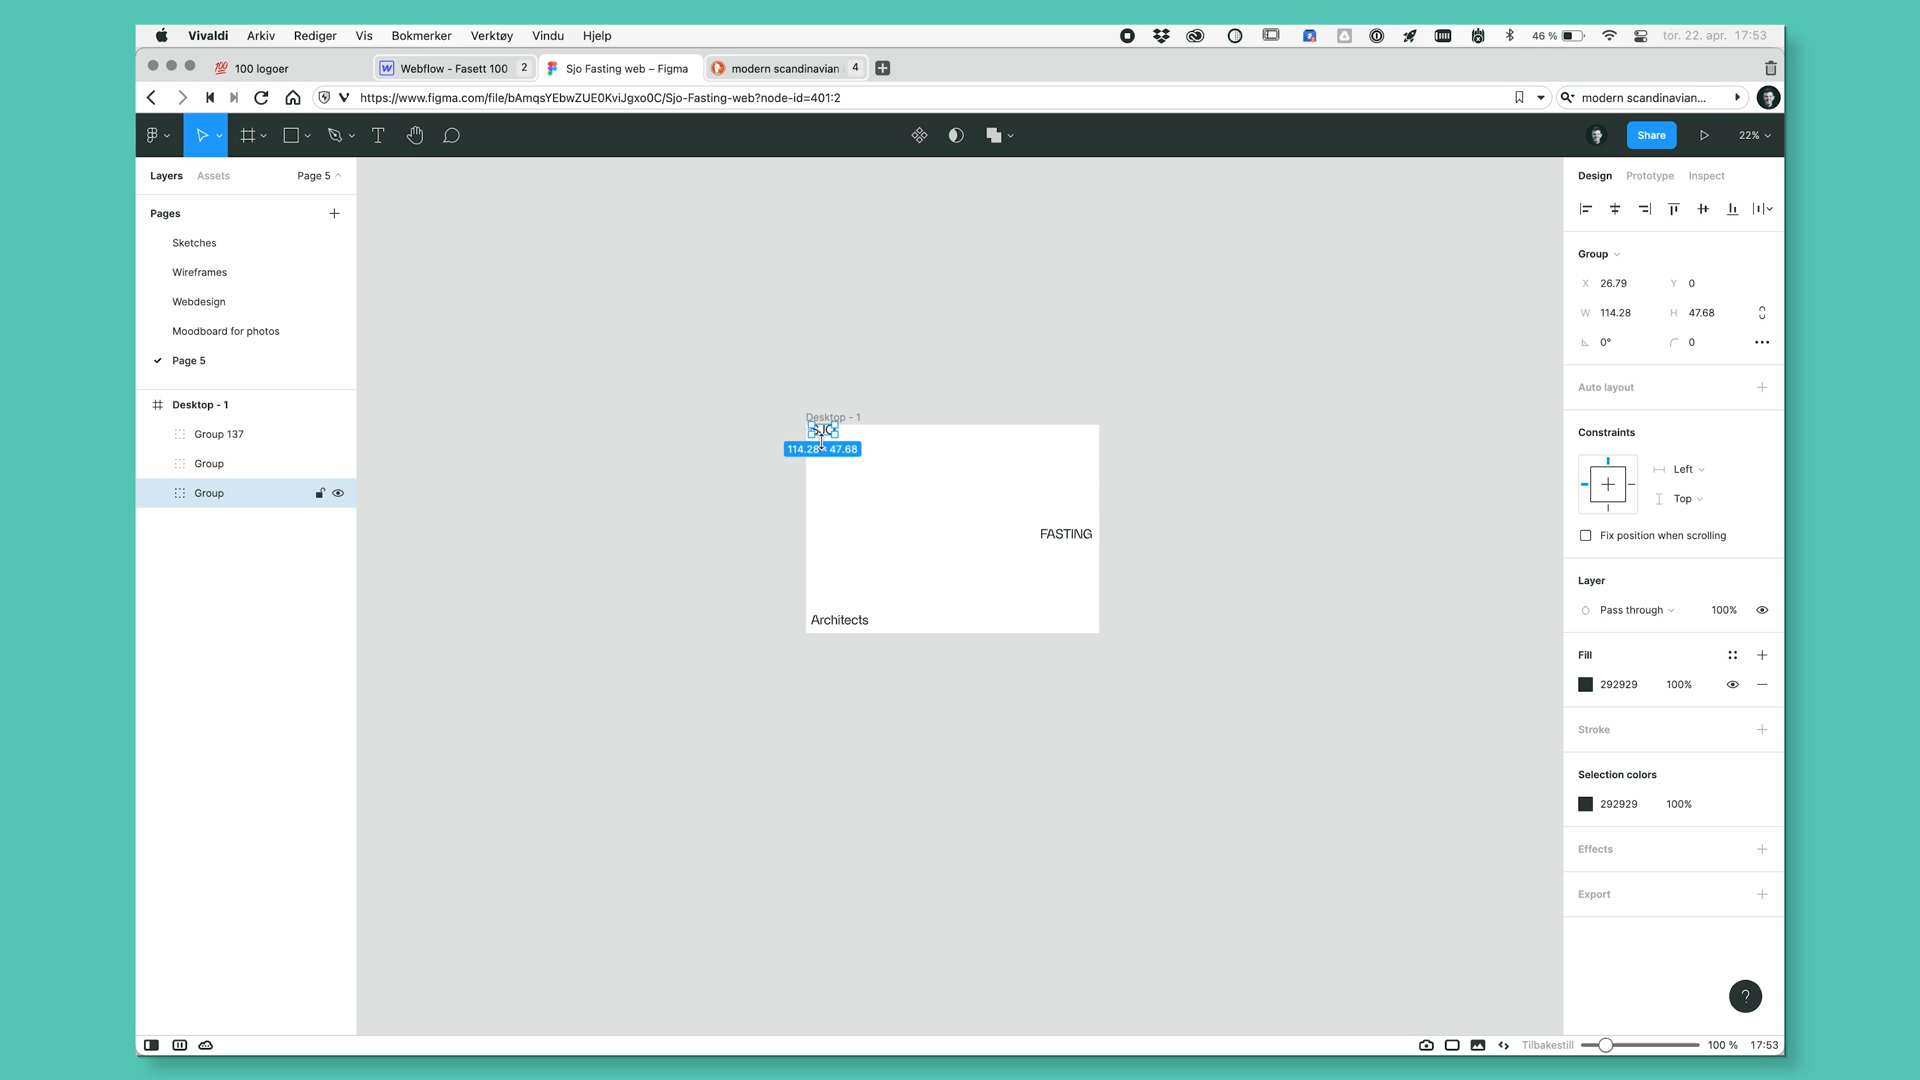 Vivaldi Arkiv Rediger Vis Bokmerker Verktøy Vindu Hjelp 46 % tor. 22. apr. 17:53
100 logoer Webflow - Fasett 100 2 Sjo Fasting web – Figma modern scandinavian 4
https://www.figma.com/file/bAmqsYEbwZUE0KviJgxo0C/Sjo-Fasting-web?node-id=401:2 modern scandinavian...
Share 22%
Layers Assets Page 5
Design Prototype Inspect
Pages
Sketches
Wireframes
Webdesign
Moodboard for photos
Page 5
Desktop - 1
Group 137
Group
Group
Desktop - 1
114.28 × 47.68
FASTING
Architects
Group
X 26.79 Y 0
W 114.28 H 47.68
0° 0
Auto layout
Constraints
Left
Top
Fix position when scrolling
Layer
Pass through 100%
Fill
292929 100%
Stroke
Selection colors
292929 100%
Effects
Export
?
Tilbakestill 100 % 17:53